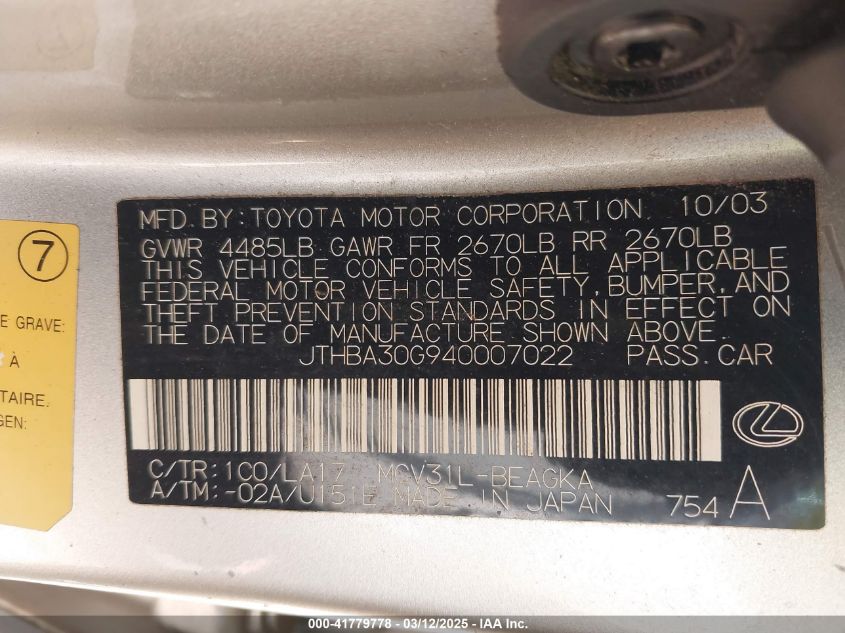 7
E GRAVE:
À
TAIRE.
GEN:
MFD. BY: TOYOTA MOTOR CORPORATION 10/03
GVWR 4485LB GAWR FR 2670LB RR 2670LB
THIS VEHICLE CONFORMS TO ALL APPLICABLE
FEDERAL MOTOR VEHICLE SAFETY, BUMPER, AND
THEFT PREVENTION STANDARDS IN EFFECT ON
THE DATE OF MANUFACTURE SHOWN ABOVE.
JTHBA30G940007022 PASS. CAR
C/TR: 1C0/LA17 MCV31L-BEAGKA
A/TM: -02A/U151E MADE IN JAPAN 754 A
000-41779778 - 03/12/2025 - IAA Inc.